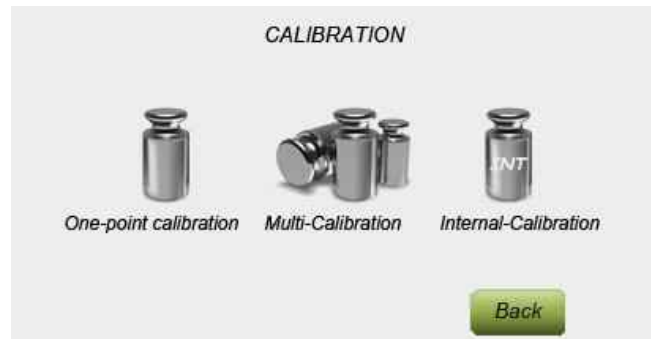 CALIBRATION
.INT
One-point calibration Multi-Calibration Internal-Calibration
Back